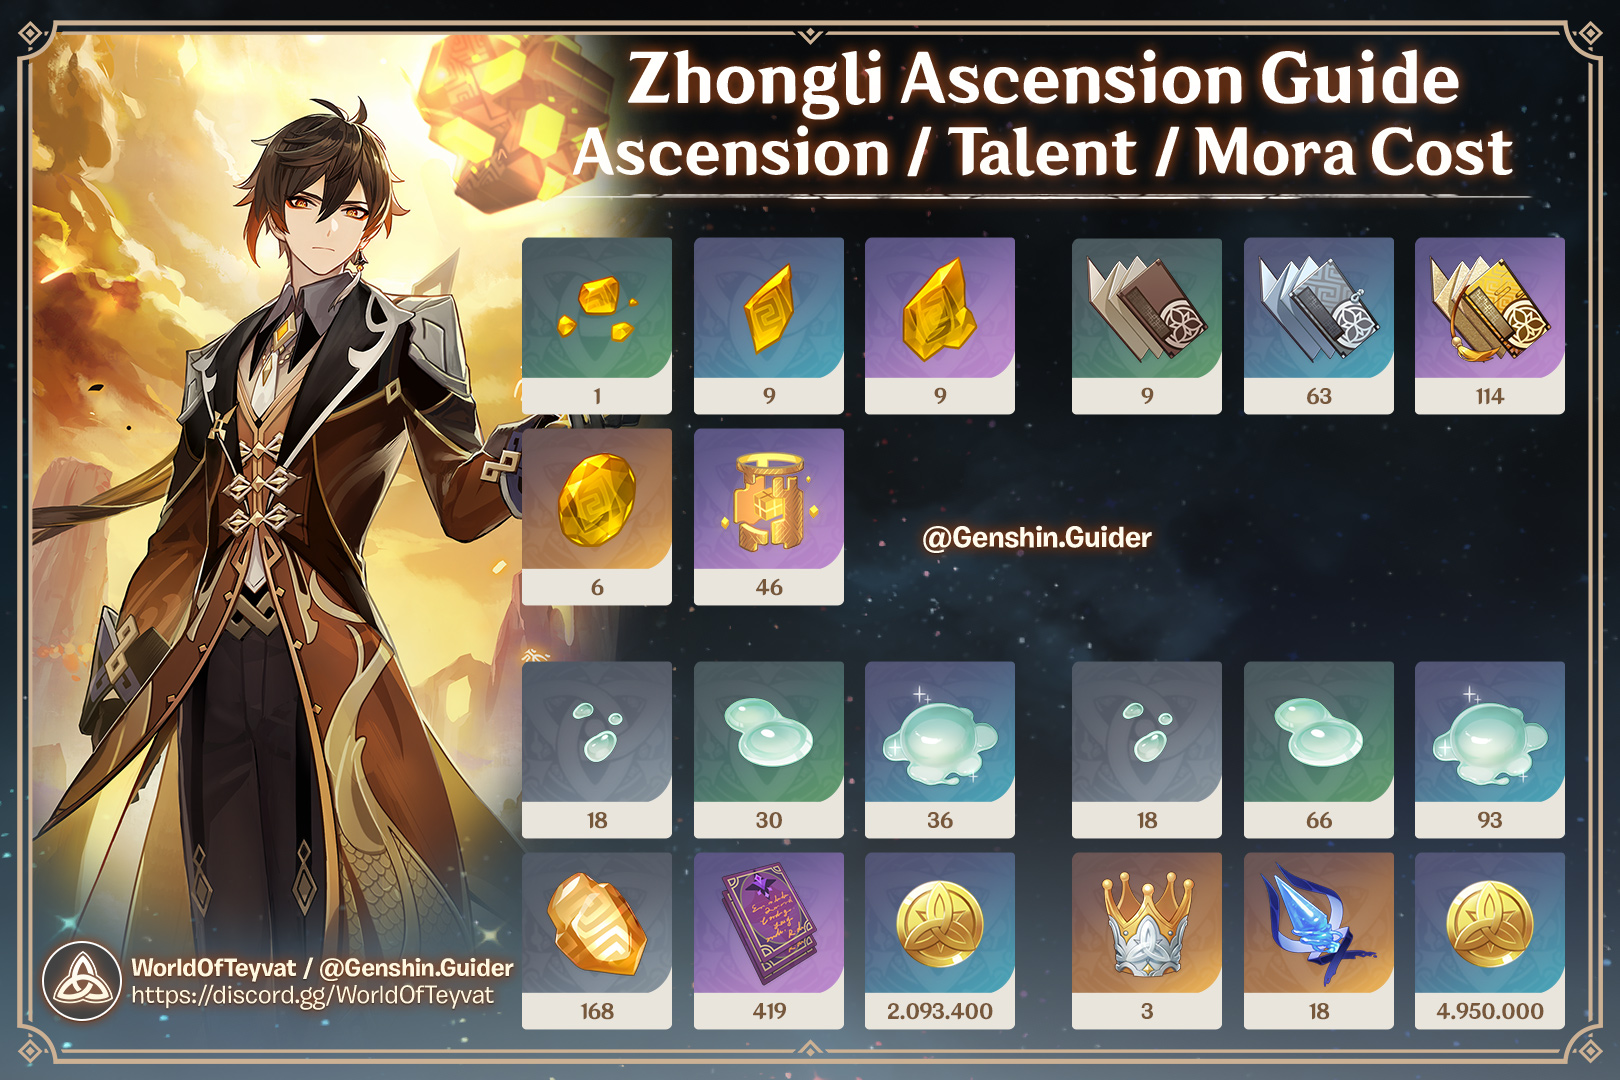 Zhongli Ascension Guide
Ascension / Talent / Mora Cost
1 9 9 9 63 114
6 46
@Genshin.Guider
18 30 36 18 66 93
168 419 2.093.400 3 18 4.950.000
WorldOfTeyvat / @Genshin.Guider
https://discord.gg/WorldOfTeyvat